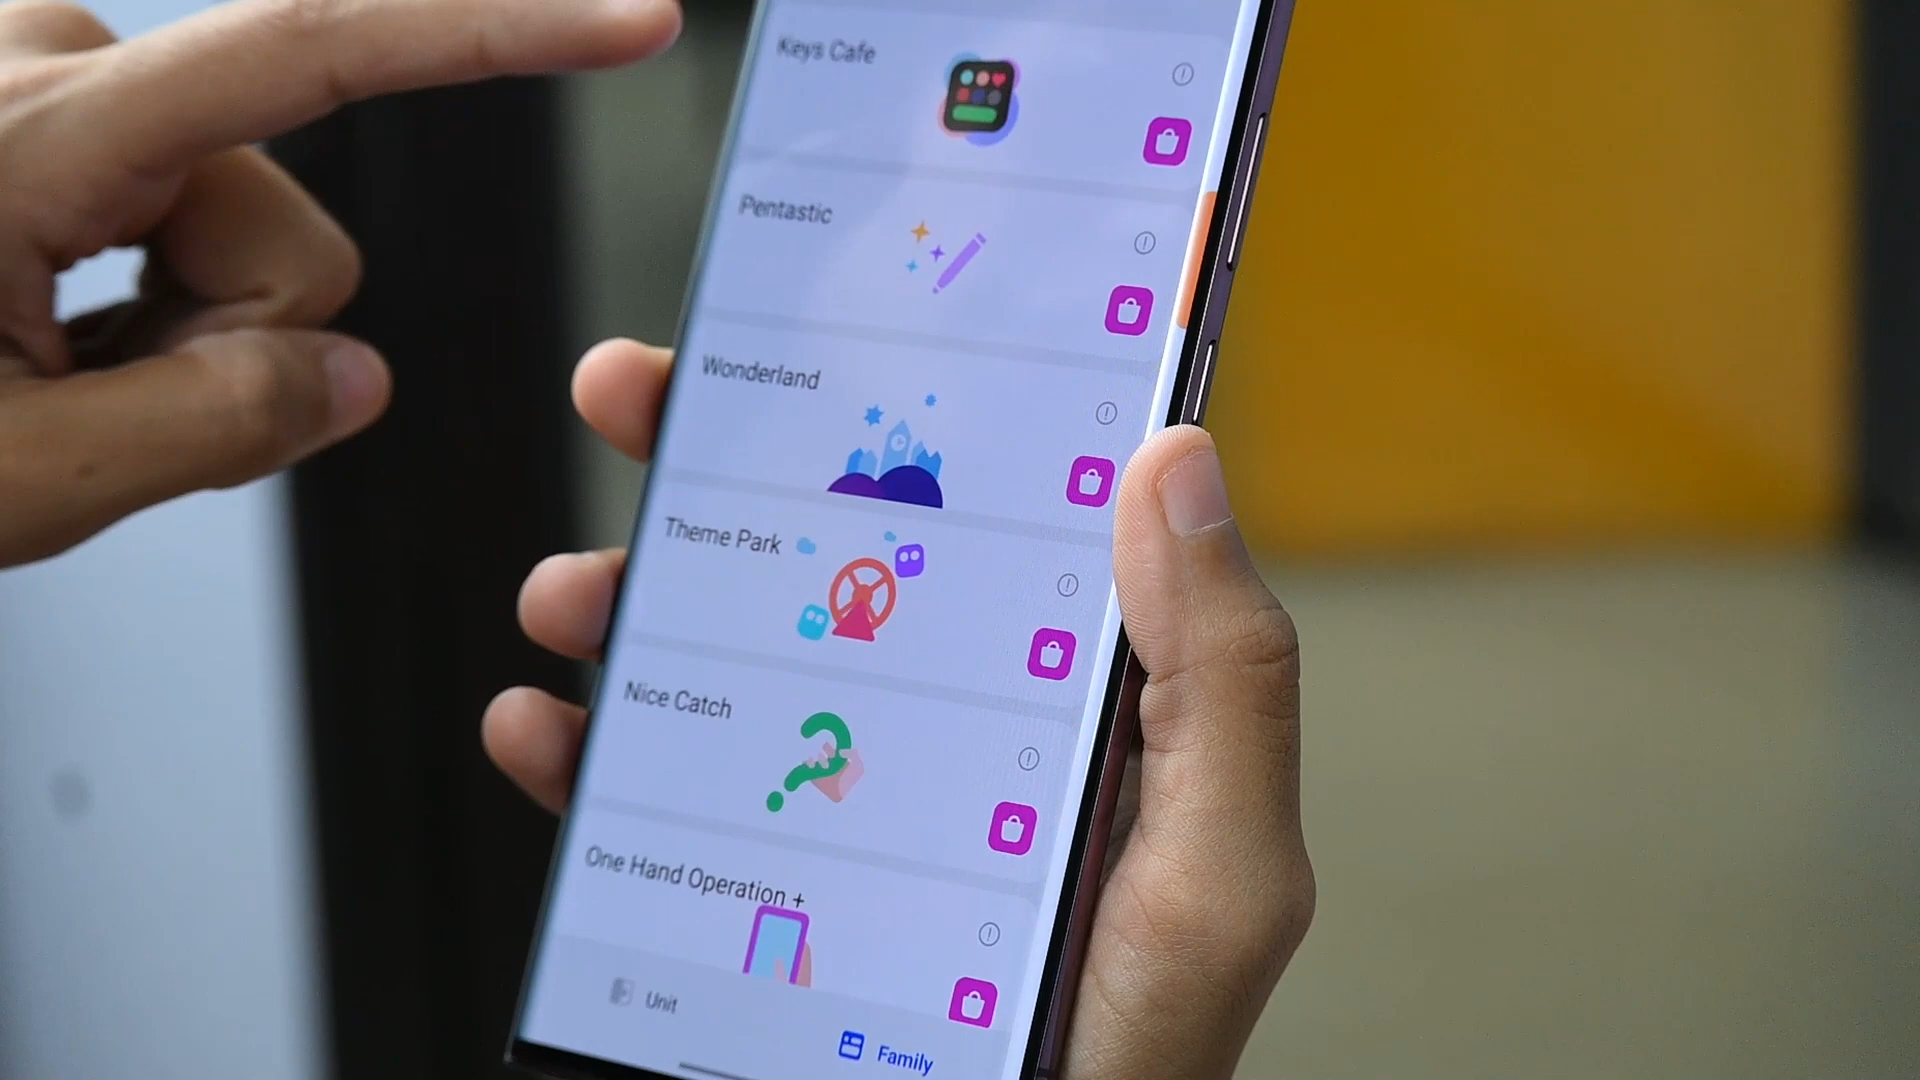 Keys Cafe
Pentastic
Wonderland
Theme Park
Nice Catch
One Hand Operation +
Unit
Family